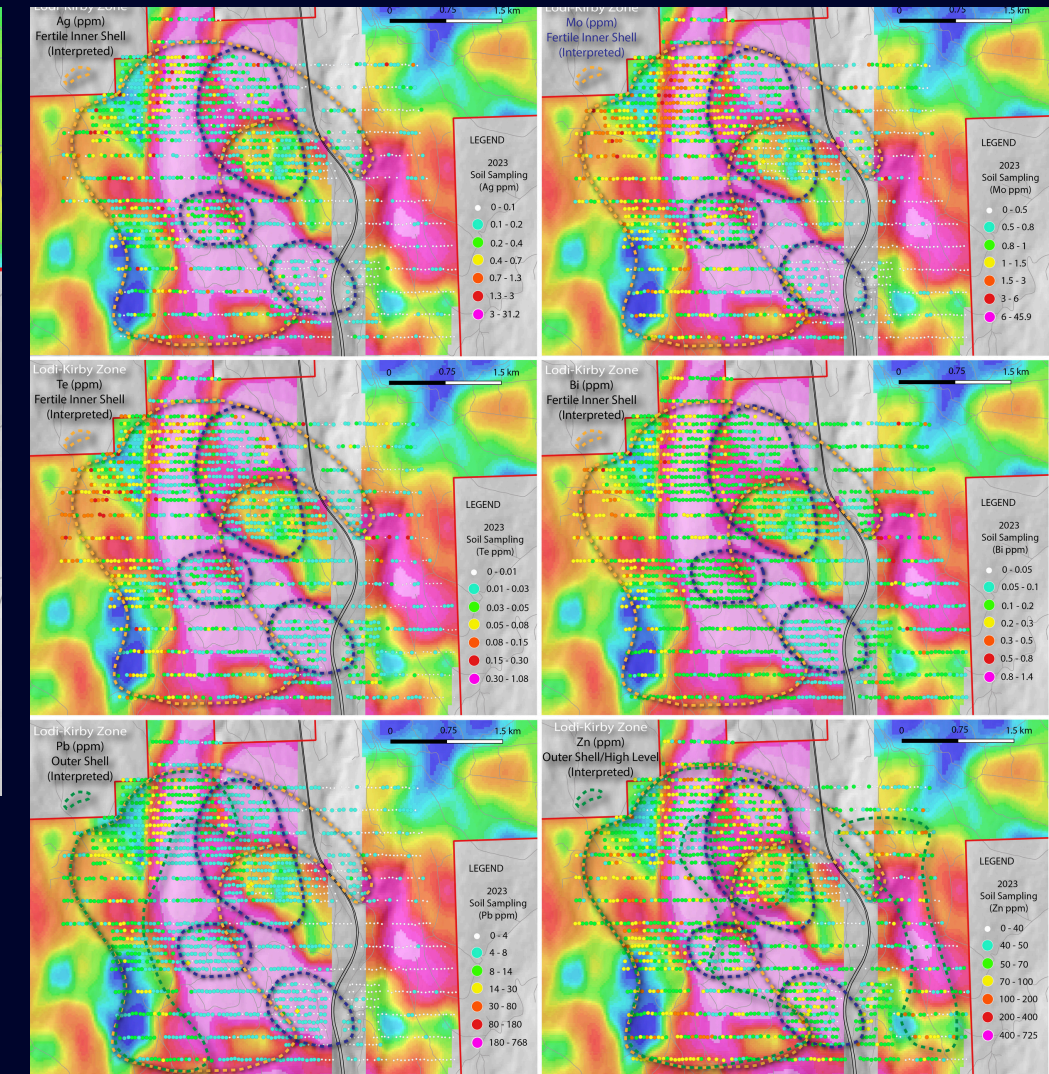 Ag (ppm)
Fertile Inner Shell
(Interpreted)
0 0.75 1.5 km
LEGEND
2023
Soil Sampling
(Ag ppm)
0 - 0.1
0.1 - 0.2
0.2 - 0.4
0.4 - 0.7
0.7 - 1.3
1.3 - 3
3 - 31.2
Lodi-Kirby Zone
Mo (ppm)
Fertile Inner Shell
(Interpreted)
0 0.75 1.5 km
LEGEND
2023
Soil Sampling
(Mo ppm)
0 - 0.5
0.5 - 0.8
0.8 - 1
1 - 1.5
1.5 - 3
3 - 6
6 - 45.9
Lodi-Kirby Zone
Te (ppm)
Fertile Inner Shell
(Interpreted)
0 0.75 1.5 km
LEGEND
2023
Soil Sampling
(Te ppm)
0 - 0.01
0.01 - 0.03
0.03 - 0.05
0.05 - 0.08
0.08 - 0.15
0.15 - 0.30
0.30 - 1.08
Lodi-Kirby Zone
Bi (ppm)
Fertile Inner Shell
(Interpreted)
0 0.75 1.5 km
LEGEND
2023
Soil Sampling
(Bi ppm)
0 - 0.05
0.05 - 0.1
0.1 - 0.2
0.2 - 0.3
0.3 - 0.5
0.5 - 0.8
0.8 - 1.4
Lodi-Kirby Zone
Pb (ppm)
Outer Shell
(Interpreted)
0 0.75 1.5 km
LEGEND
2023
Soil Sampling
(Pb ppm)
0 - 4
4 - 8
8 - 14
14 - 30
30 - 80
80 - 180
180 - 768
Lodi-Kirby Zone
Zn (ppm)
Outer Shell/High Level
(Interpreted)
0 0.75 1.5 km
LEGEND
2023
Soil Sampling
(Zn ppm)
0 - 40
40 - 50
50 - 70
70 - 100
100 - 200
200 - 400
400 - 725